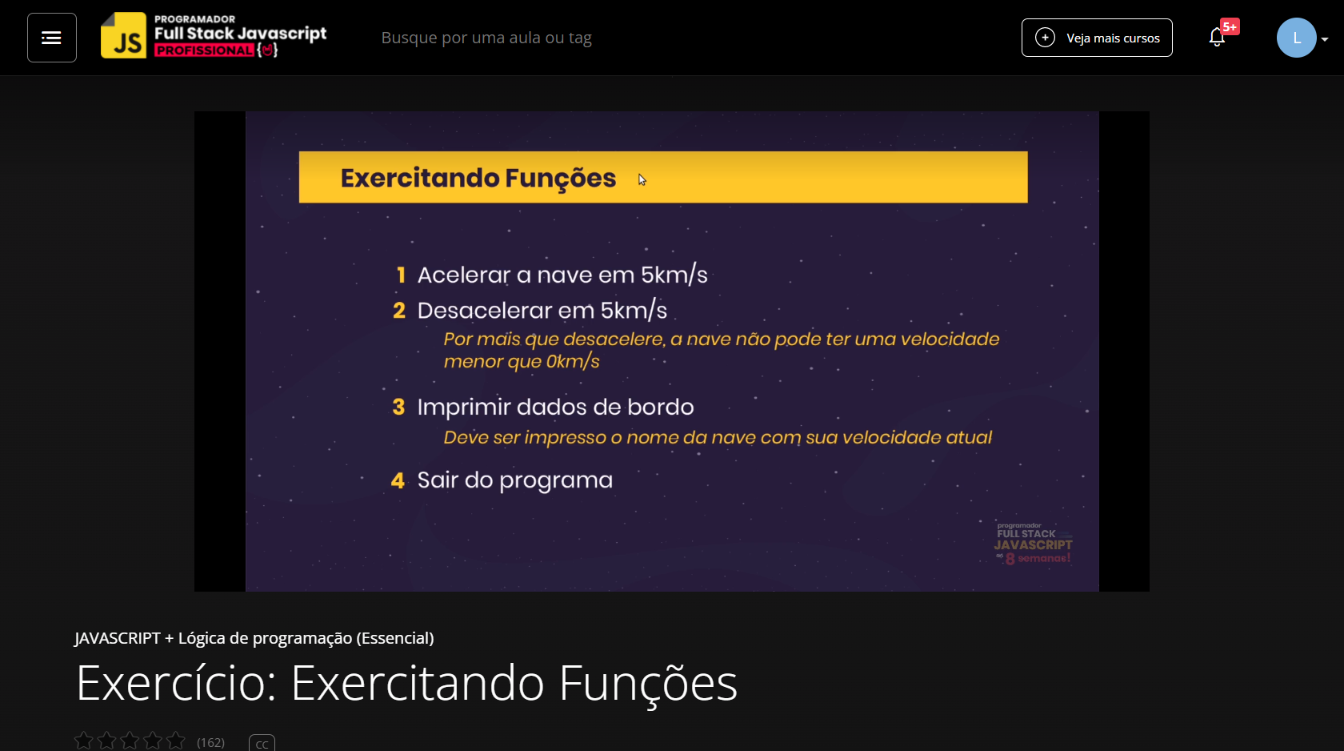 JS
PROGRAMADOR
Full Stack Javascript
PROFISSIONAL {
}
Busque por uma aula ou tag
Veja mais cursos
5+
L
Exercitando Funções
1 Acelerar a nave em 5km/s
2 Desacelerar em 5km/s
Por mais que desacelere, a nave não pode ter uma velocidade
menor que 0km/s
3 Imprimir dados de bordo
Deve ser impresso o nome da nave com sua velocidade atual
4 Sair do programa
programador
FULL STACK
JAVASCRIPT
8 semanas!
JAVASCRIPT + Lógica de programação (Essencial)
Exercício: Exercitando Funções
(162)
CC